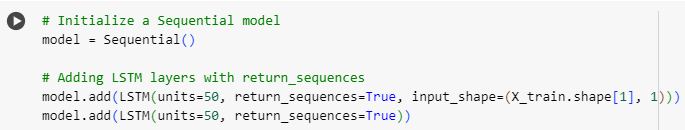 # Initialize a Sequential model
model = Sequential()
# Adding LSTM layers with return_sequences
model.add(LSTM(units=50, return_sequences=True, input_shape=(X_train.shape[1], 1)))
model.add(LSTM(units=50, return_sequences=True))